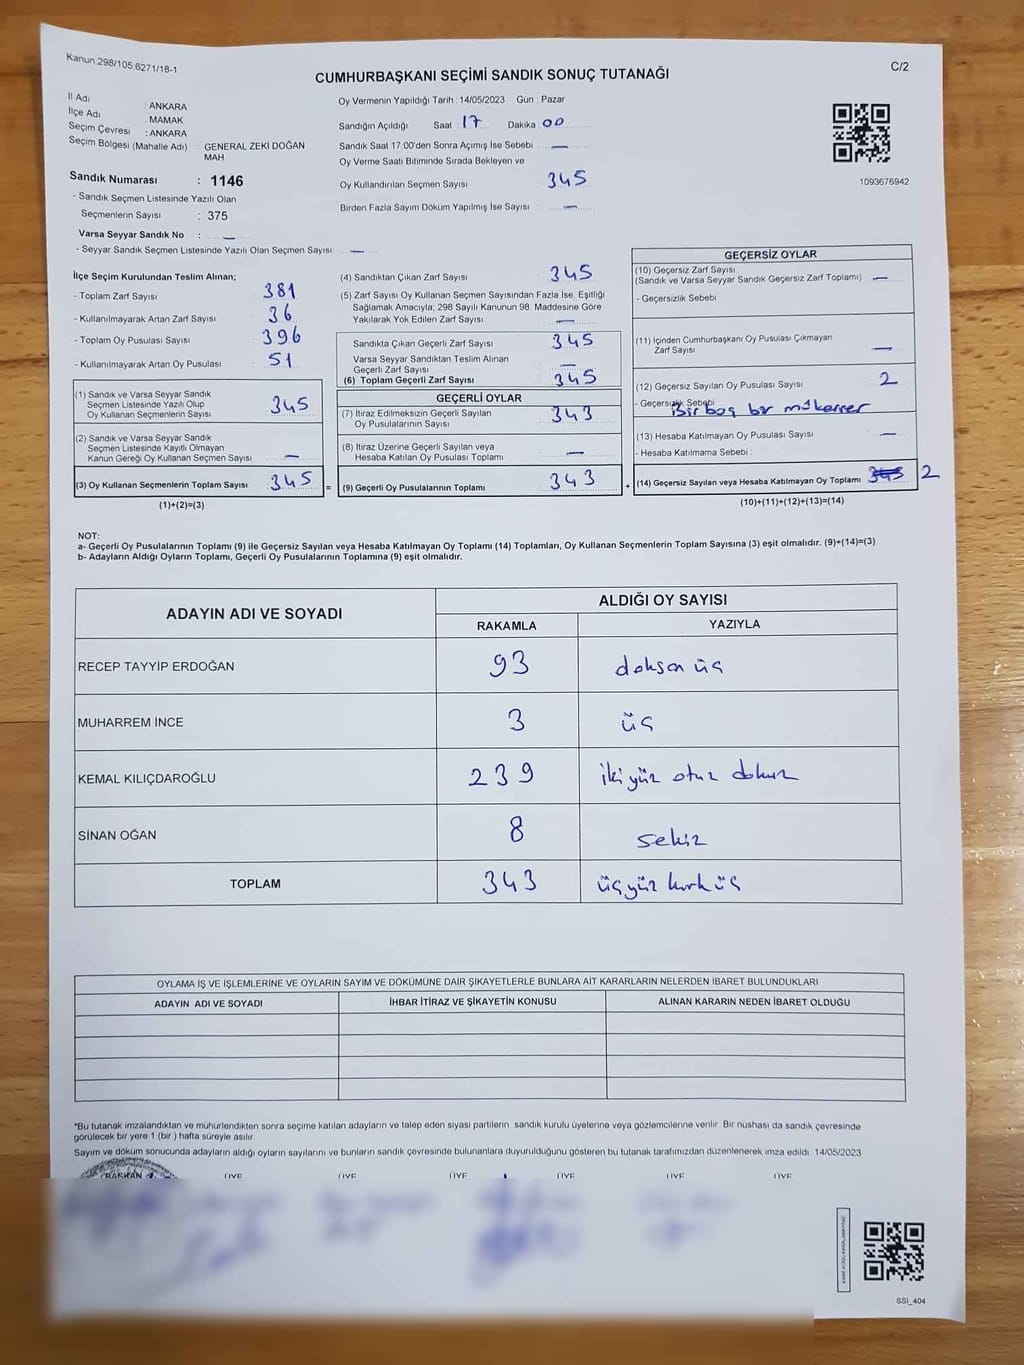 Kanun.298/105.6271/18-1
C/2
CUMHURBAŞKANI SEÇİMİ SANDIK SONUÇ TUTANAĞI
İl Adı : ANKARA
İlçe Adı : MAMAK
Seçim Çevresi : ANKARA
Seçim Bölgesi (Mahalle Adı) : GENERAL ZEKİ DOĞAN
MAH
Sandık Numarası : 1146
- Sandık Seçmen Listesinde Yazılı Olan
Seçmenlerin Sayısı : 375
Varsa Seyyar Sandık No : —
- Seyyar Sandık Seçmen Listesinde Yazılı Olan Seçmen Sayısı: —
Oy Vermenin Yapıldığı Tarih : 14/05/2023 Gün : Pazar
Sandığın Açıldığı Saat : 17 Dakika 00
Sandık Saat 17:00'den Sonra Açımış İse Sebebi : —
Oy Verme Saati Bitiminde Sırada Bekleyen ve
Oy Kullandırılan Seçmen Sayısı : 345
Birden Fazla Sayım Döküm Yapılmış İse Sayısı : —
1093676942
İlçe Seçim Kurulundan Teslim Alınan;
- Toplam Zarf Sayısı 381
- Kullanılmayarak Artan Zarf Sayısı : 36
- Toplam Oy Pusulası Sayısı : 396
- Kullanılmayarak Artan Oy Pusulası : 51
(1) Sandık ve Varsa Seyyar Sandık
Seçmen Listesinde Yazılı Olup
Oy Kullanan Seçmenlerin Sayısı : 345
(2) Sandık ve Varsa Seyyar Sandık
Seçmen Listesinde Kayıtlı Olmayan
Kanun Gereği Oy Kullanan Seçmen Sayısı : —
(3) Oy Kullanan Seçmenlerin Toplam Sayısı : 345
(1)+(2)=(3)
=
(4) Sandıktan Çıkan Zarf Sayısı : 345
(5) Zarf Sayısı Oy Kullanan Seçmen Sayısından Fazla İse, Eşitliği
Sağlamak Amacıyla; 298 Sayılı Kanunun 98. Maddesine Göre
Yakılarak Yok Edilen Zarf Sayısı : —
Sandıkta Çıkan Geçerli Zarf Sayısı : 345
Varsa Seyyar Sandıktan Teslim Alınan
Geçerli Zarf Sayısı : —
(6) Toplam Geçerli Zarf Sayısı : 345
GEÇERLİ OYLAR
(7) İtiraz Edilmeksizin Geçerli Sayılan
Oy Pusulasının Sayısı : 343
(8) İtiraz Üzerine Geçerli Sayılan veya
Hesaba Katılan Oy Pusulası Toplamı : —
(9) Geçerli Oy Pusulalarının Toplamı : 343
+
GEÇERSİZ OYLAR
(10) Geçersiz Zarf Sayısı
(Sandık ve Varsa Seyyar Sandık Geçersiz Zarf Toplamı) : —
- Geçersizlik Sebebi :
(11) İçinden Cumhurbaşkanı Oy Pusulası Çıkmayan
Zarf Sayısı : —
(12) Geçersiz Sayılan Oy Pusulası Sayısı : 2
- Geçersizlik Sebebi : Bir boş bir mükerrer
(13) Hesaba Katılmayan Oy Pusulası Sayısı : —
- Hesaba Katılmama Sebebi :
(14) Geçersiz Sayılan veya Hesaba Katılmayan Oy Toplamı : 345 2
(10)+(11)+(12)+(13)=(14)
NOT:
a- Geçerli Oy Pusulalarının Toplamı (9) ile Geçersiz Sayılan veya Hesaba Katılmayan Oy Toplamı (14) Toplamları, Oy Kullanan Seçmenlerin Toplam Sayısına (3) eşit olmalıdır. (9)+(14)=(3)
b- Adayların Aldığı Oyların Toplamı, Geçerli Oy Pusulalarının Toplamına (9) eşit olmalıdır.
ADAYIN ADI VE SOYADI
ALDIĞI OY SAYISI
RAKAMLA YAZIYLA
RECEP TAYYİP ERDOĞAN 93 doksan üç
MUHARREM İNCE 3 üç
KEMAL KILIÇDAROĞLU 239 iki yüz otuz dokuz
SİNAN OĞAN 8 sekiz
TOPLAM 343 üç yüz kırk üç
OYLAMA İŞ VE İŞLEMLERİNE VE OYLARIN SAYIM VE DÖKÜMÜNE DAİR ŞİKAYETLERLE BUNLARA AİT KARARLARIN NELERDEN İBARET BULUNDUKLARI
ADAYIN ADI VE SOYADI İHBAR İTİRAZ VE ŞİKAYETİN KONUSU ALINAN KARARIN NEDEN İBARET OLDUĞU
*Bu tutanak imzalandıktan ve mühürlendikten sonra seçime katılan adayların ve talep eden siyasi partilerin sandık kurulu üyelerine veya gözlemcilerine verilir. Bir nüshası da sandık çevresinde
görülecek bir yere 1 (bir ) hafta süreyle asılır.
Sayım ve döküm sonucunda adayların aldığı oyların sayılarını ve bunların sandık çevresinde bulunanlara duyurulduğunu gösteren bu tutanak tarafımızdan düzenlenerek imza edildi. 14/05/2023
BAŞKAN ÜYE ÜYE ÜYE ÜYE ÜYE ÜYE
SSI_404